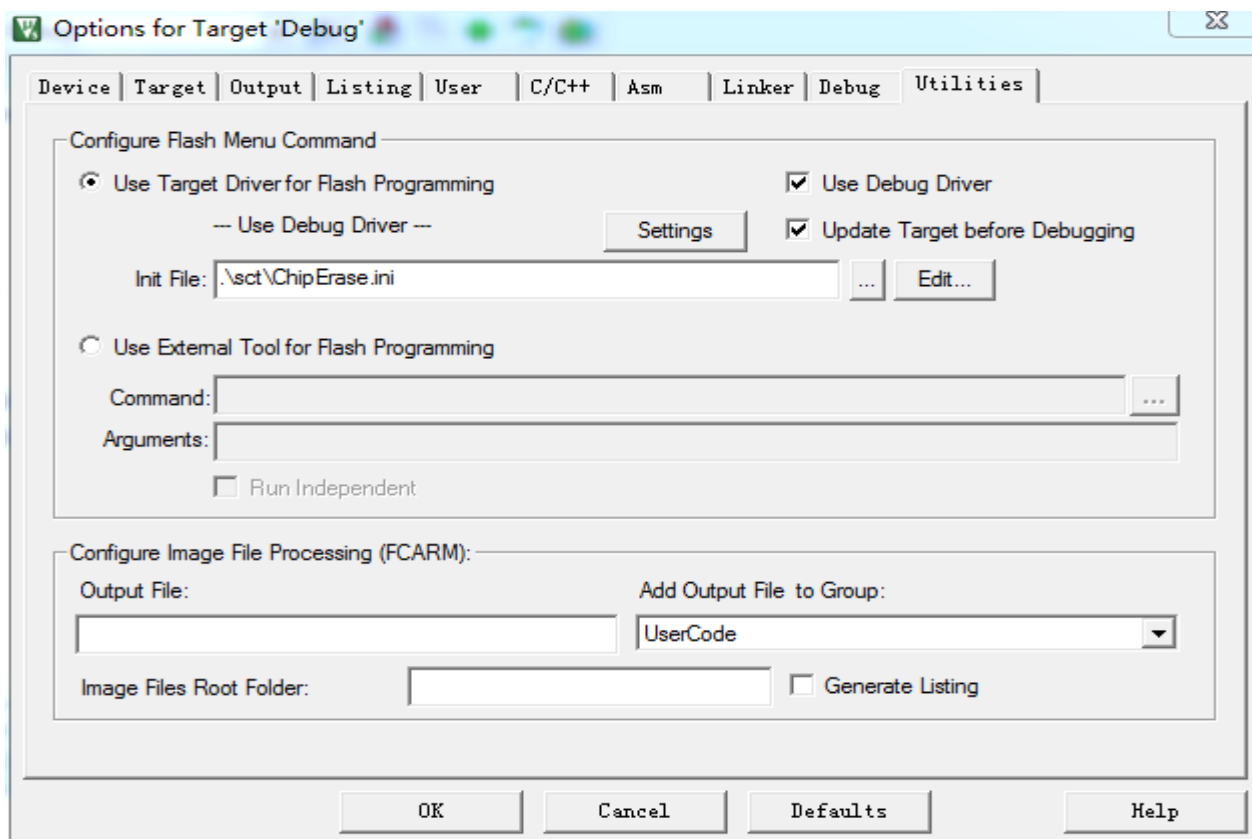 Options for Target 'Debug'
Device Target Output Listing User C/C++ Asm Linker Debug Utilities
Configure Flash Menu Command
Use Target Driver for Flash Programming Use Debug Driver
--- Use Debug Driver --- Settings Update Target before Debugging
Init File: .\sct\ChipErase.ini ... Edit...
Use External Tool for Flash Programming
Command: ...
Arguments:
Run Independent
Configure Image File Processing (FCARM):
Output File: Add Output File to Group:
UserCode
Image Files Root Folder: Generate Listing
OK Cancel Defaults Help